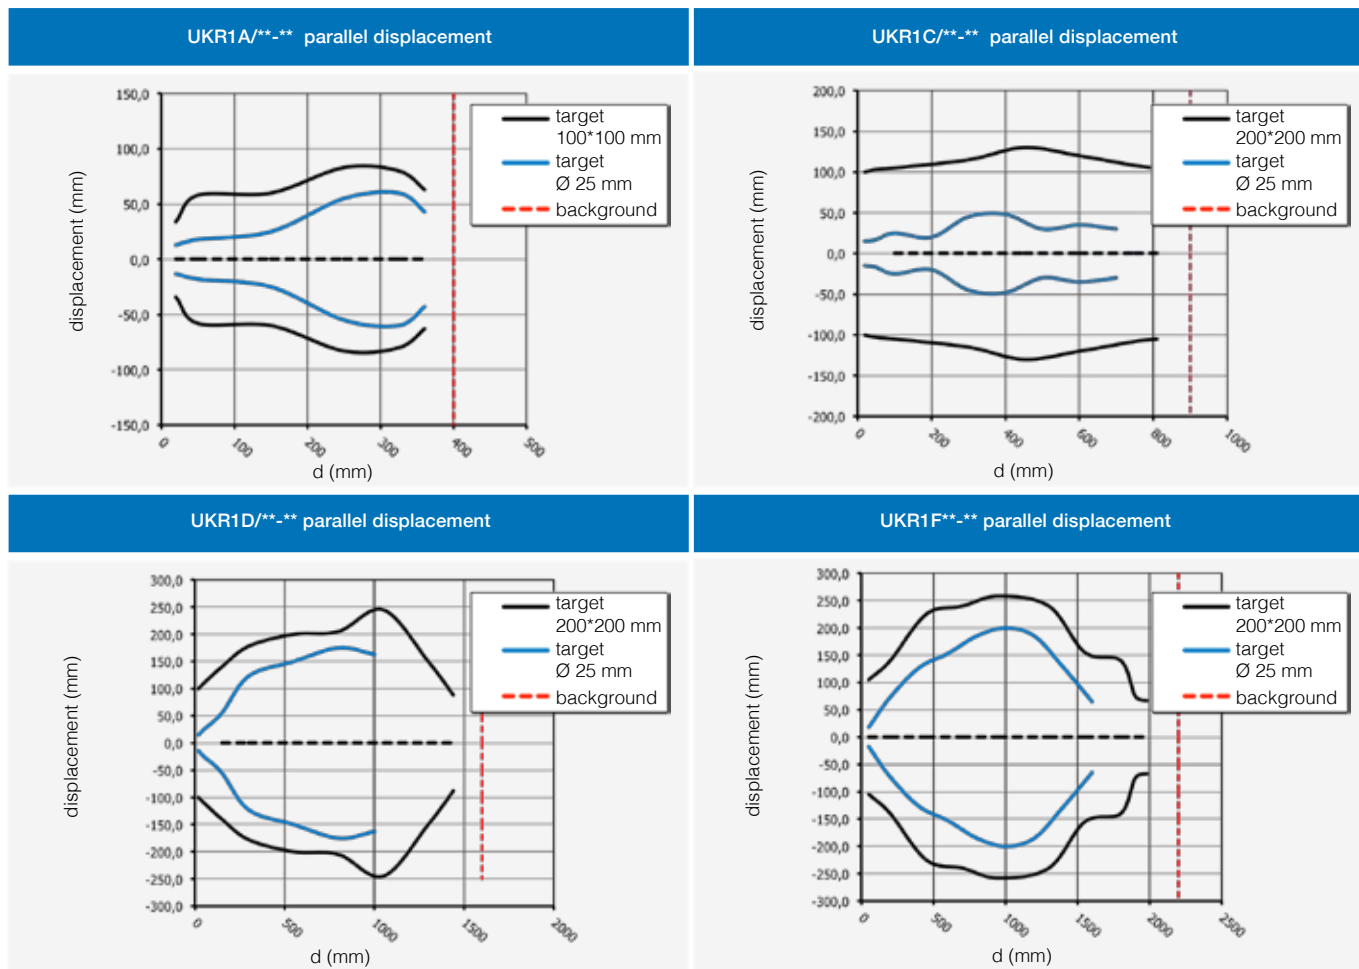 UKR1A/**-** parallel displacement
150,0
100,0
50,0
0,0
-50,0
-100,0
-150,0
displacement (mm)
0
100
200
300
400
500
d (mm)
target
100*100 mm
target
Ø 25 mm
background
UKR1C/**-** parallel displacement
200,0
150,0
100,0
50,0
0,0
-50,0
-100,0
-150,0
-200,0
displacement (mm)
0
200
400
600
800
1000
d (mm)
target
200*200 mm
target
Ø 25 mm
background
UKR1D/**-** parallel displacement
300,0
250,0
200,0
150,0
100,0
50,0
0,0
-50,0
-100,0
-150,0
-200,0
-250,0
-300,0
displacement (mm)
0
500
1000
1500
2000
d (mm)
target
200*200 mm
target
Ø 25 mm
background
UKR1F**-** parallel displacement
300,0
250,0
200,0
150,0
100,0
50,0
0,0
-50,0
-100,0
-150,0
-200,0
-250,0
-300,0
displacement (mm)
0
500
1000
1500
2000
2500
d (mm)
target
200*200 mm
target
Ø 25 mm
background